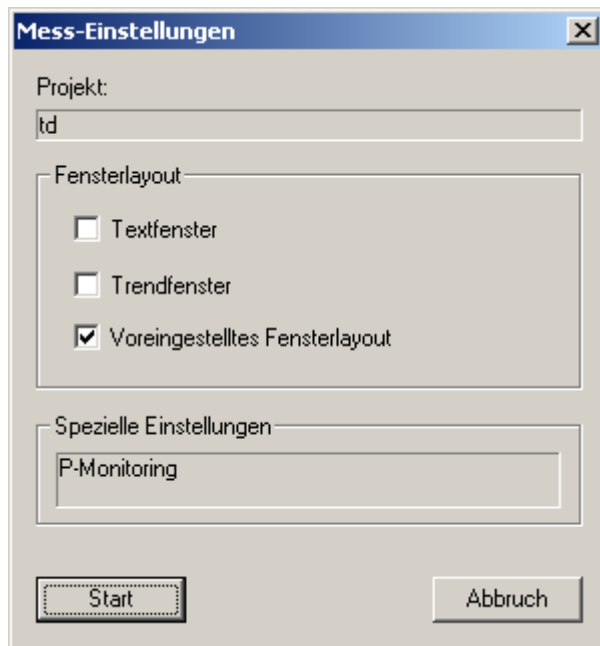 Mess-Einstellungen
Projekt:
td
Fensterlayout
Textfenster
Trendfenster
Voreingestelltes Fensterlayout
Spezielle Einstellungen
P-Monitoring
Start Abbruch